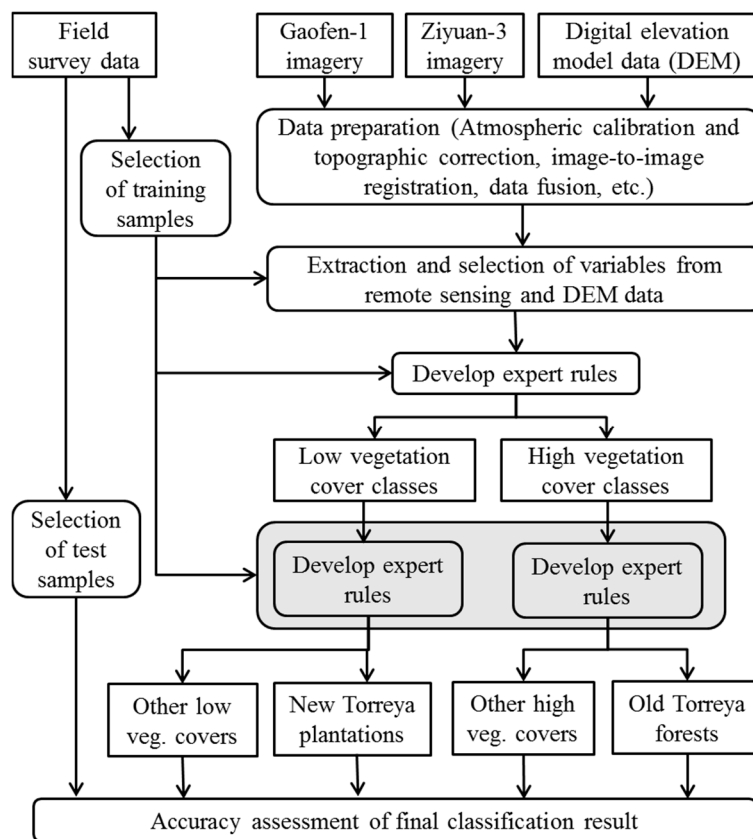 Field
survey data
Gaofen-1
imagery
Ziyuan-3
imagery
Digital elevation
model data (DEM)
Data preparation (Atmospheric calibration and
topographic correction, image-to-image
registration, data fusion, etc.)
Selection
of training
samples
Extraction and selection of variables from
remote sensing and DEM data
Develop expert rules
Low vegetation
cover classes
High vegetation
cover classes
Selection
of test
samples
Develop expert
rules
Develop expert
rules
Other low
veg. covers
New Torreya
plantations
Other high
veg. covers
Old Torreya
forests
Accuracy assessment of final classification result